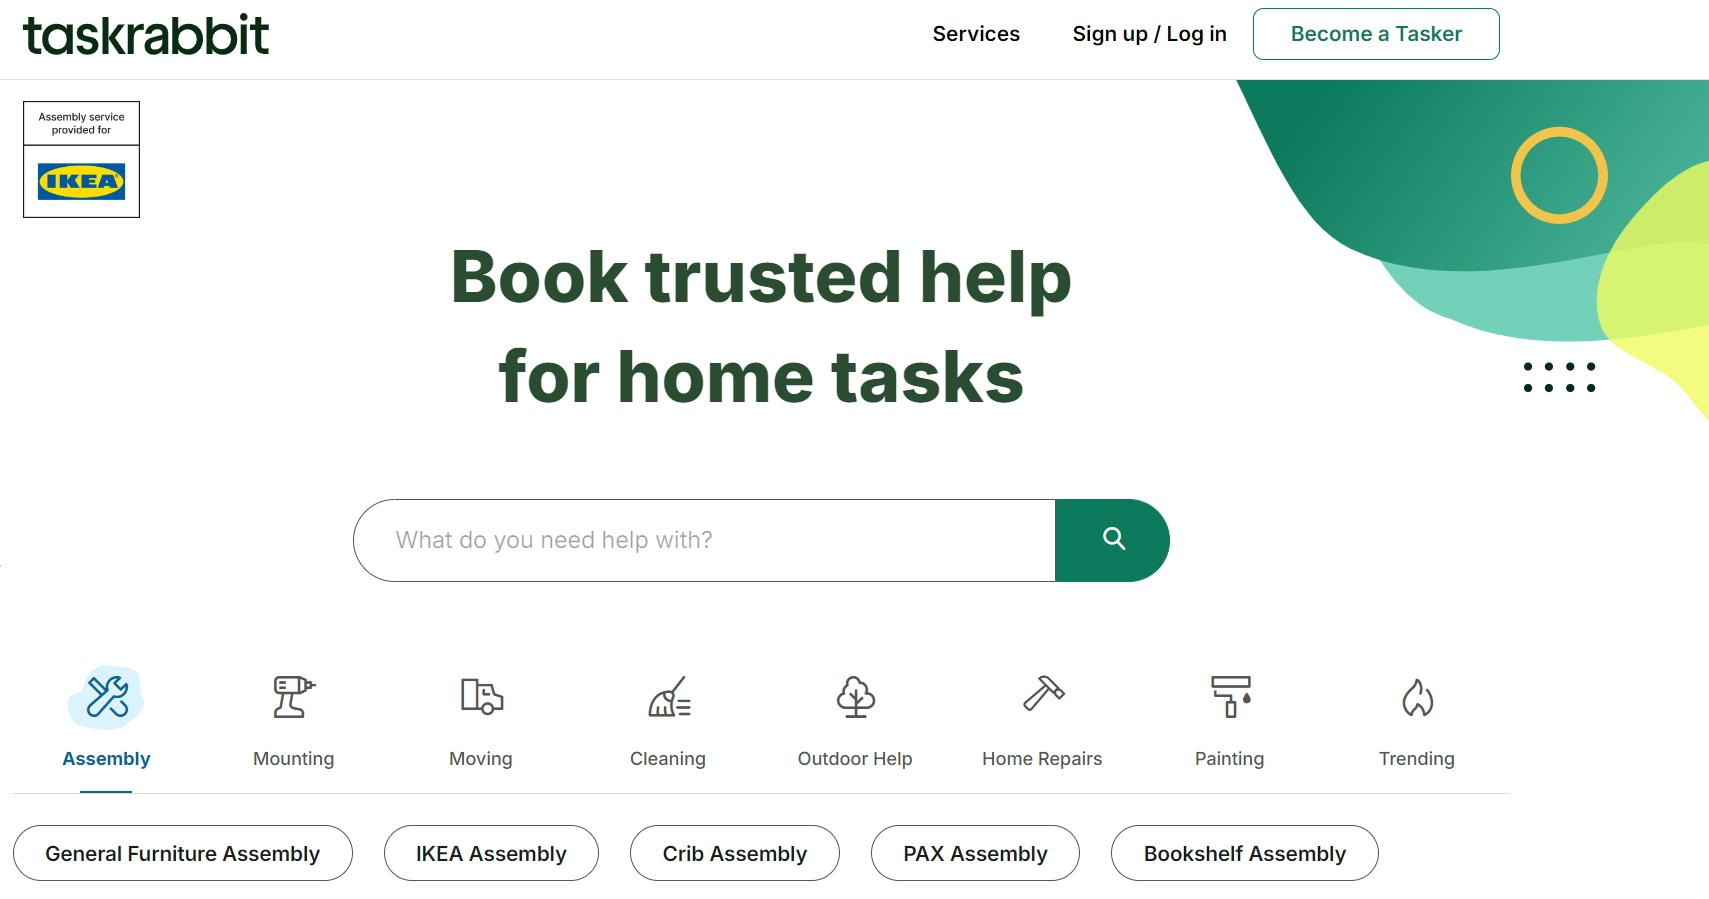 taskrabbit
Services
Sign up / Log in
Become a Tasker
Assembly service
provided for
IKEA
Book trusted help
for home tasks
What do you need help with?
Assembly
Mounting
Moving
Cleaning
Outdoor Help
Home Repairs
Painting
Trending
General Furniture Assembly
IKEA Assembly
Crib Assembly
PAX Assembly
Bookshelf Assembly